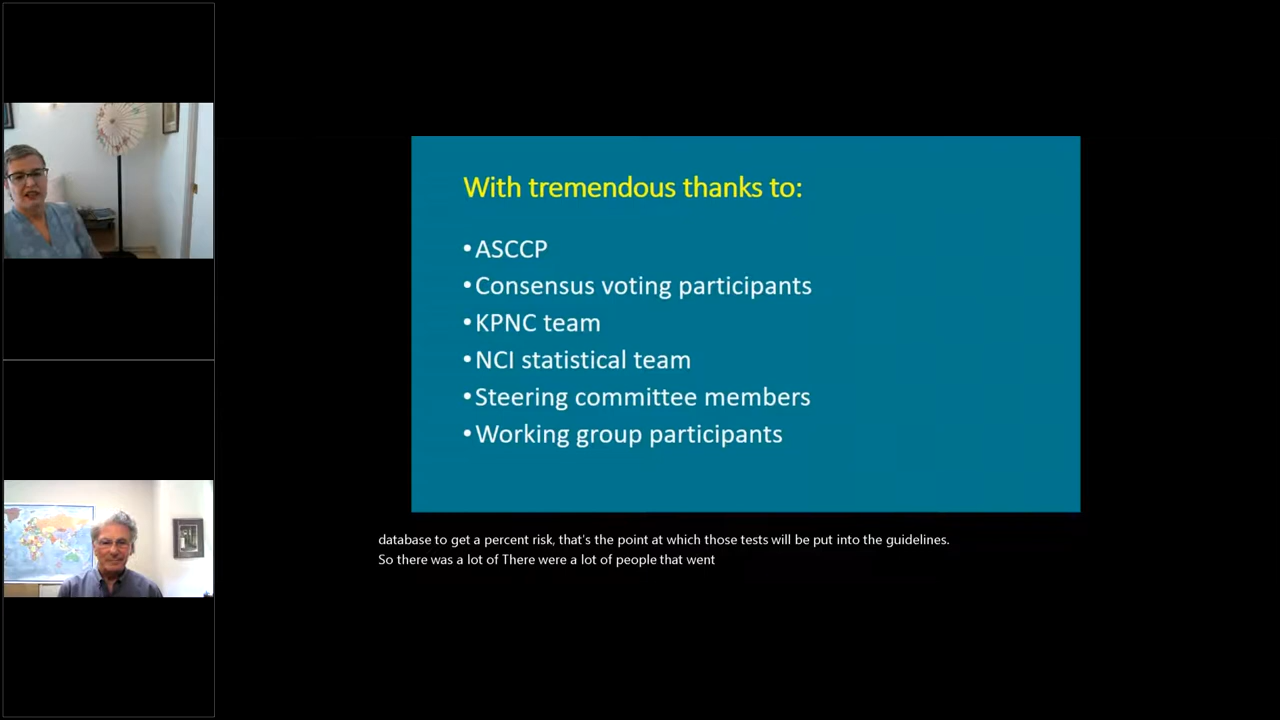 With tremendous thanks to:
•ASCCP
•Consensus voting participants
•KPNC team
•NCI statistical team
•Steering committee members
•Working group participants
database to get a percent risk, that's the point at which those tests will be put into the guidelines.
So there was a lot of There were a lot of people that went